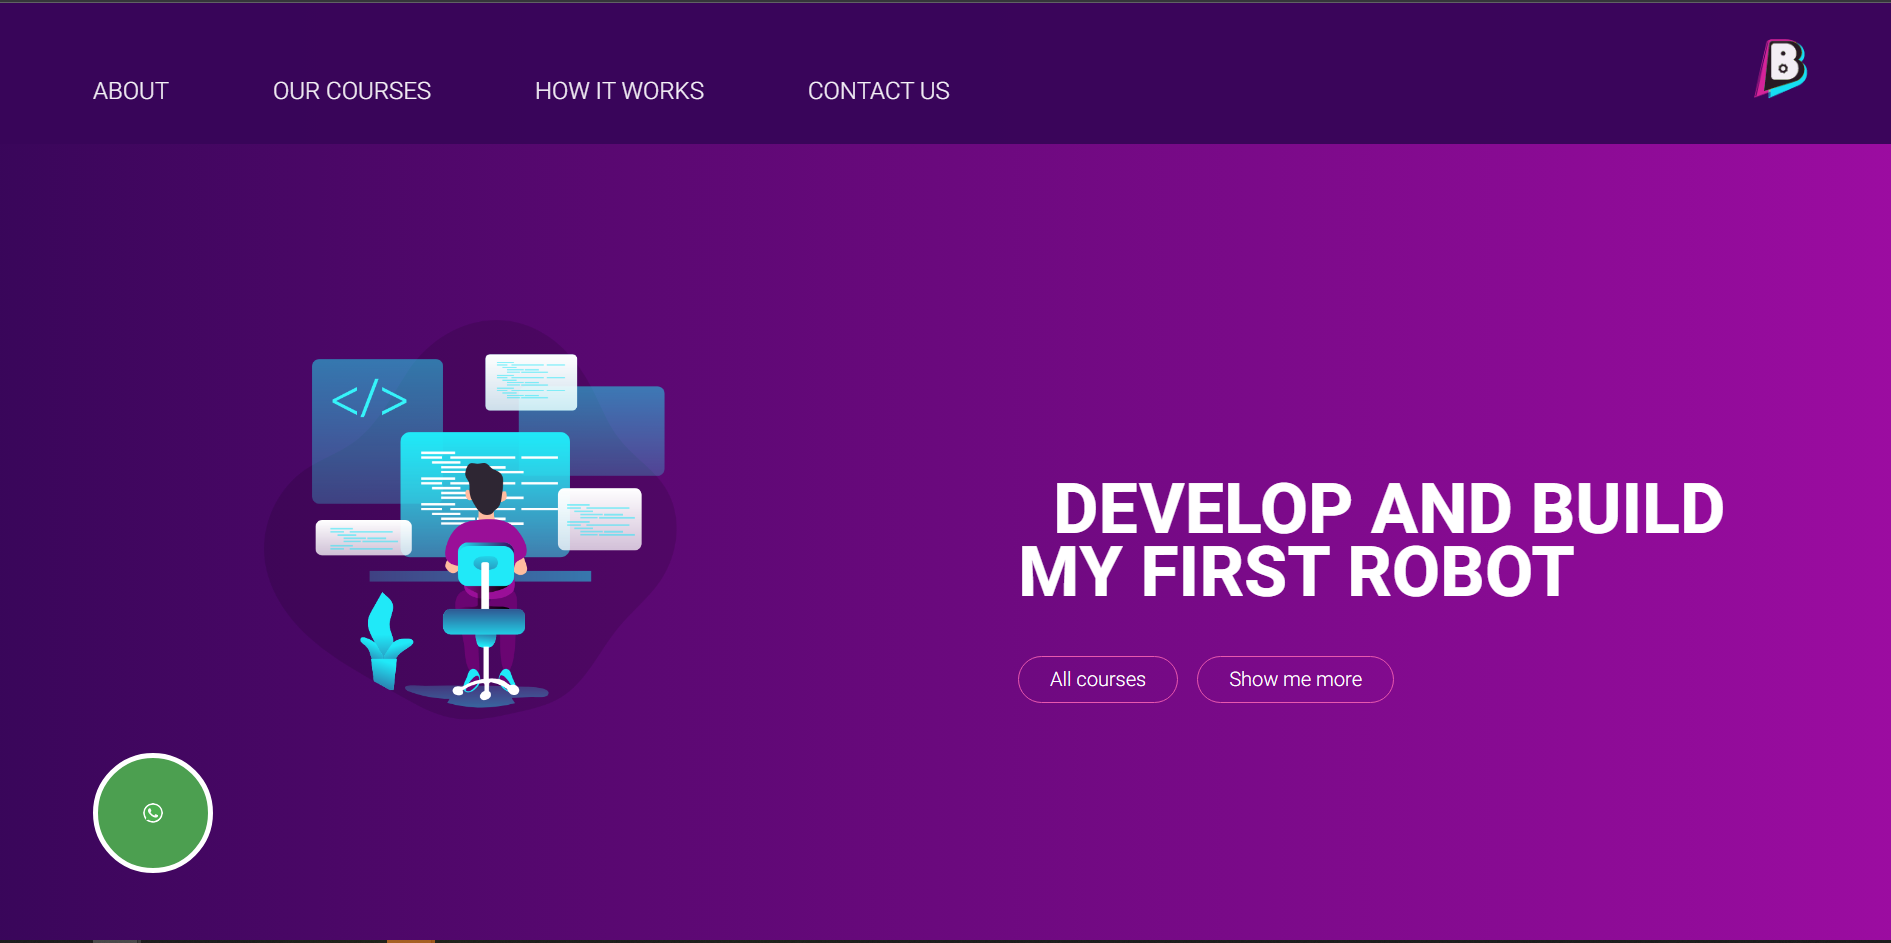 ABOUT
OUR COURSES
HOW IT WORKS
CONTACT US
B
</>
DEVELOP AND BUILD
MY FIRST ROBOT
All courses
Show me more